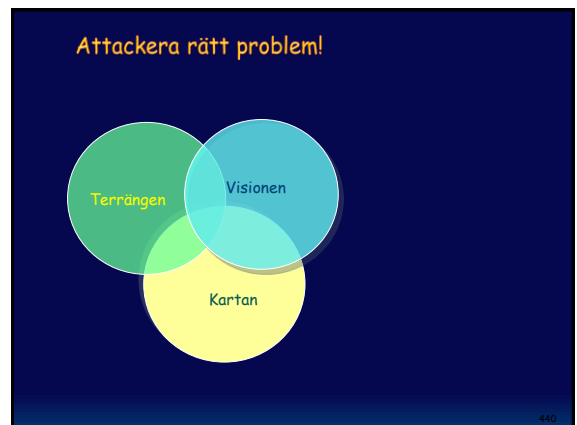 Attackera rätt problem!
Visionen
Terrängen
Kartan
440